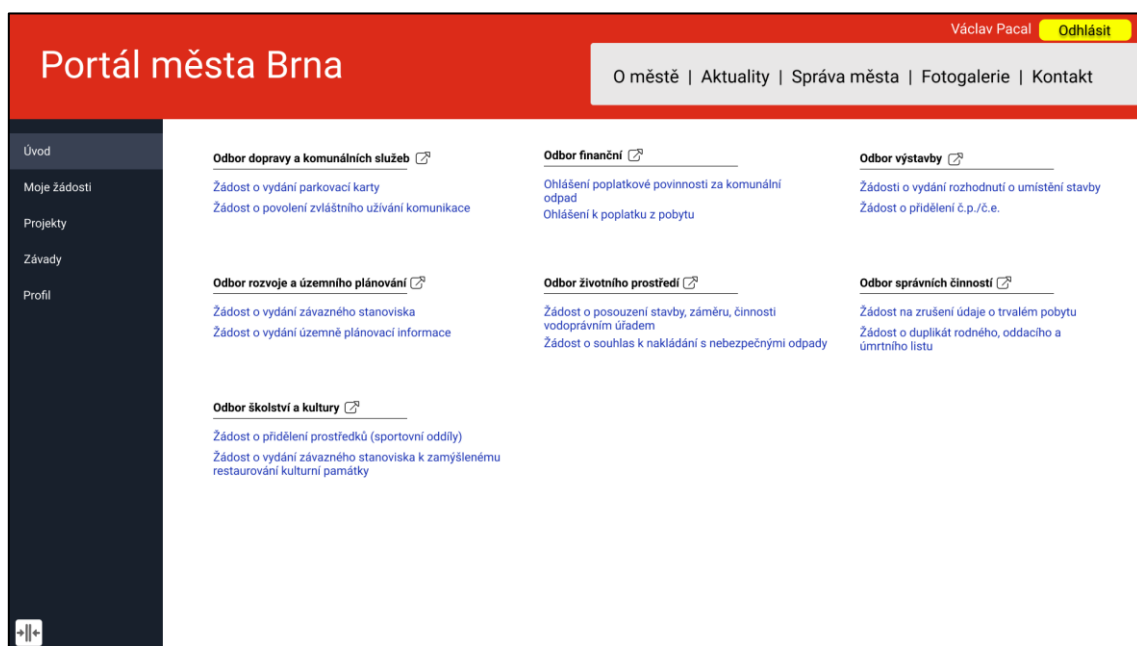 Václav Pacal Odhlásit
Portál města Brna
O městě | Aktuality | Správa města | Fotogalerie | Kontakt
Úvod
Moje žádosti
Projekty
Závady
Profil
Odbor dopravy a komunálních služeb
Žádost o vydání parkovací karty
Žádost o povolení zvláštního užívání komunikace
Odbor finanční
Ohlášení poplatkové povinnosti za komunální
odpad
Ohlášení k poplatku z pobytu
Odbor výstavby
Žádosti o vydání rozhodnutí o umístění stavby
Žádost o přidělení č.p./č.e.
Odbor rozvoje a územního plánování
Žádost o vydání závazného stanoviska
Žádost o vydání územně plánovací informace
Odbor životního prostředí
Žádost o posouzení stavby, záměru, činnosti
vodoprávním úřadem
Žádost o souhlas k nakládání s nebezpečnými odpady
Odbor správních činností
Žádost na zrušení údaje o trvalém pobytu
Žádost o duplikát rodného, oddacího a
úmrtního listu
Odbor školství a kultury
Žádost o přidělení prostředků (sportovní oddíly)
Žádost o vydání závazného stanoviska k zamýšlenému
restaurování kulturní památky